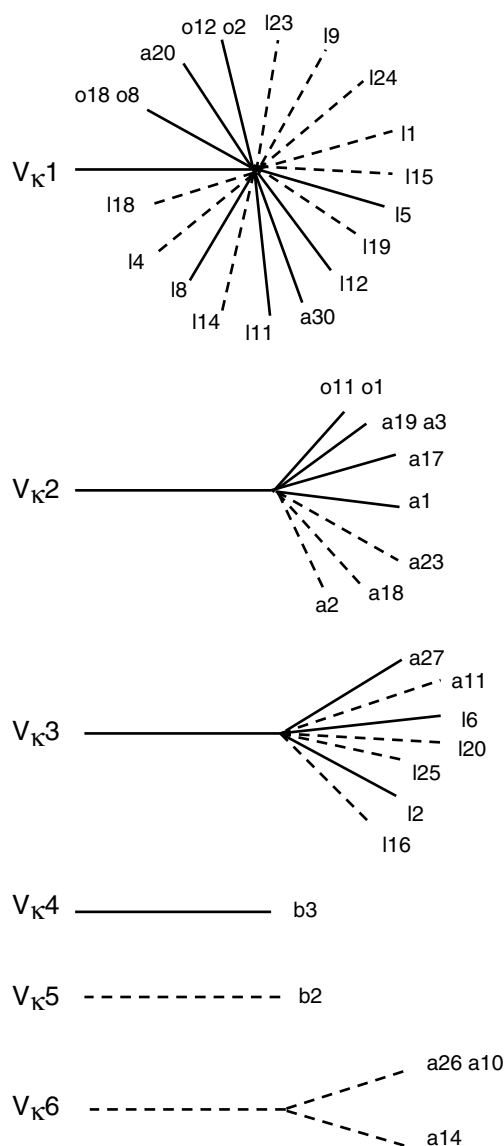 o12 o2
l23
l9
a20
l24
o18 o8
l1
Vκ1
l15
l18
l5
l19
l4
l12
l8
l14
a30
l11
o11 o1
a19 a3
a17
Vκ2
a1
a23
a18
a2
a27
a11
l6
Vκ3
l20
l25
l2
l16
Vκ4
b3
Vκ5
b2
a26 a10
Vκ6
a14